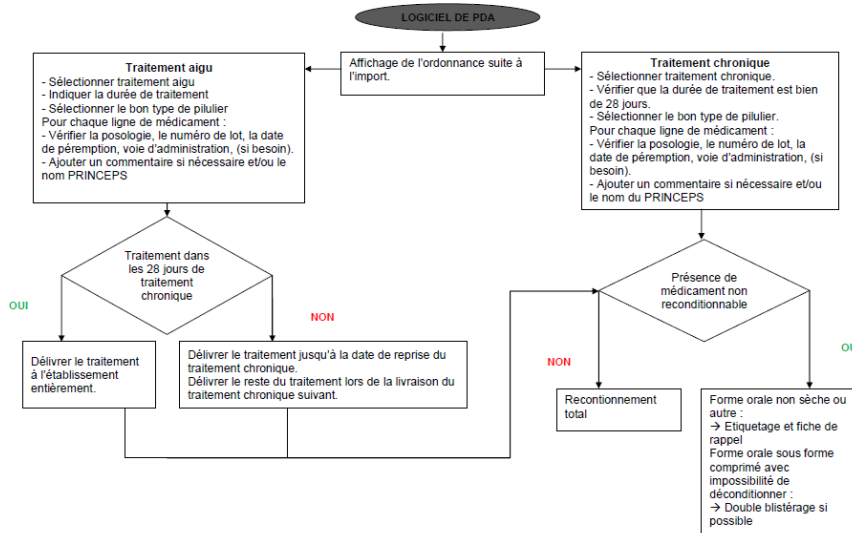 LOGICIEL DE PDA
Affichage de l'ordonnance suite à
l'import.
Traitement aigu
- Sélectionner traitement aigu
- Indiquer la durée de traitement
- Sélectionner le bon type de pilulier
Pour chaque ligne de médicament :
- Vérifier la posologie, le numéro de lot, la date
de péremption, voie d'administration, (si besoin).
- Ajouter un commentaire si nécessaire et/ou le
nom PRINCEPS
Traitement chronique
- Sélectionner traitement chronique.
- Vérifier que la durée de traitement est bien
de 28 jours.
- Sélectionner le bon type de pilulier.
Pour chaque ligne de médicament :
- Vérifier la posologie, le numéro de lot, la
date de péremption, voie d'administration, (si
besoin).
- Ajouter un commentaire si nécessaire et/ou
le nom du PRINCEPS
Traitement dans
les 28 jours de
traitement
chronique
OUI
NON
Délivrer le traitement
à l'établissement
entièrement.
Délivrer le traitement jusqu'à la date de reprise du
traitement chronique.
Délivrer le reste du traitement lors de la livraison du
traitement chronique suivant.
Présence de
médicament non
reconditionnable
NON
OU
Recontionnement
total
Forme orale non sèche ou
autre :
→ Etiquetage et fiche de
rappel
Forme orale sous forme
comprimé avec
impossibilité de
déconditionner :
→ Double blistérage si
possible